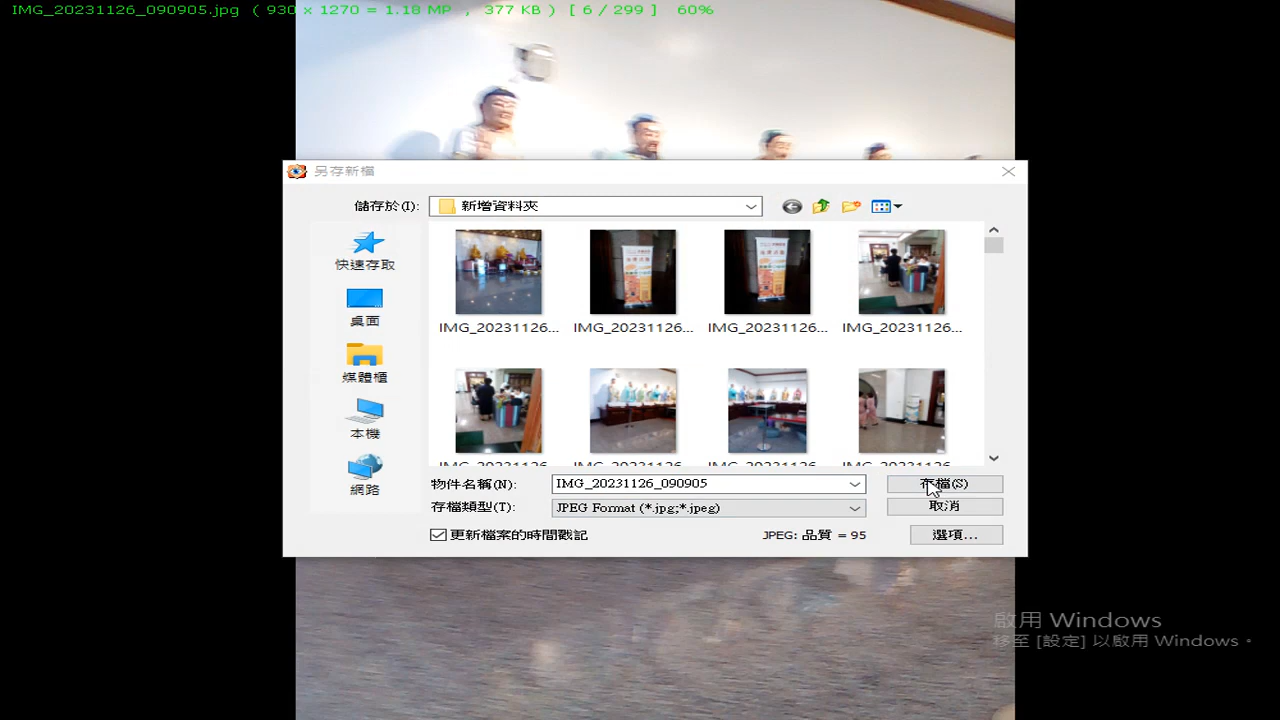 IMG_20231126_090905.jpg ( 930 x 1270 = 1.18 MP , 377 KB ) [ 6 / 299 ] 60%
另存新檔
儲存於(I): 新增資料夾
快速存取
桌面
媒體櫃
本機
網路
IMG_20231126... IMG_20231126... IMG_20231126... IMG_20231126...
IMG_20231126 IMG_20231126 IMG_20231126 IMG_20231126
物件名稱(N): IMG_20231126_090905 存檔(S)
存檔類型(T): JPEG Format (*.jpg;*.jpeg) 取消
更新檔案的時間戳記 JPEG: 品質 = 95 選項...
啟用 Windows
移至 [設定] 以啟用 Windows。